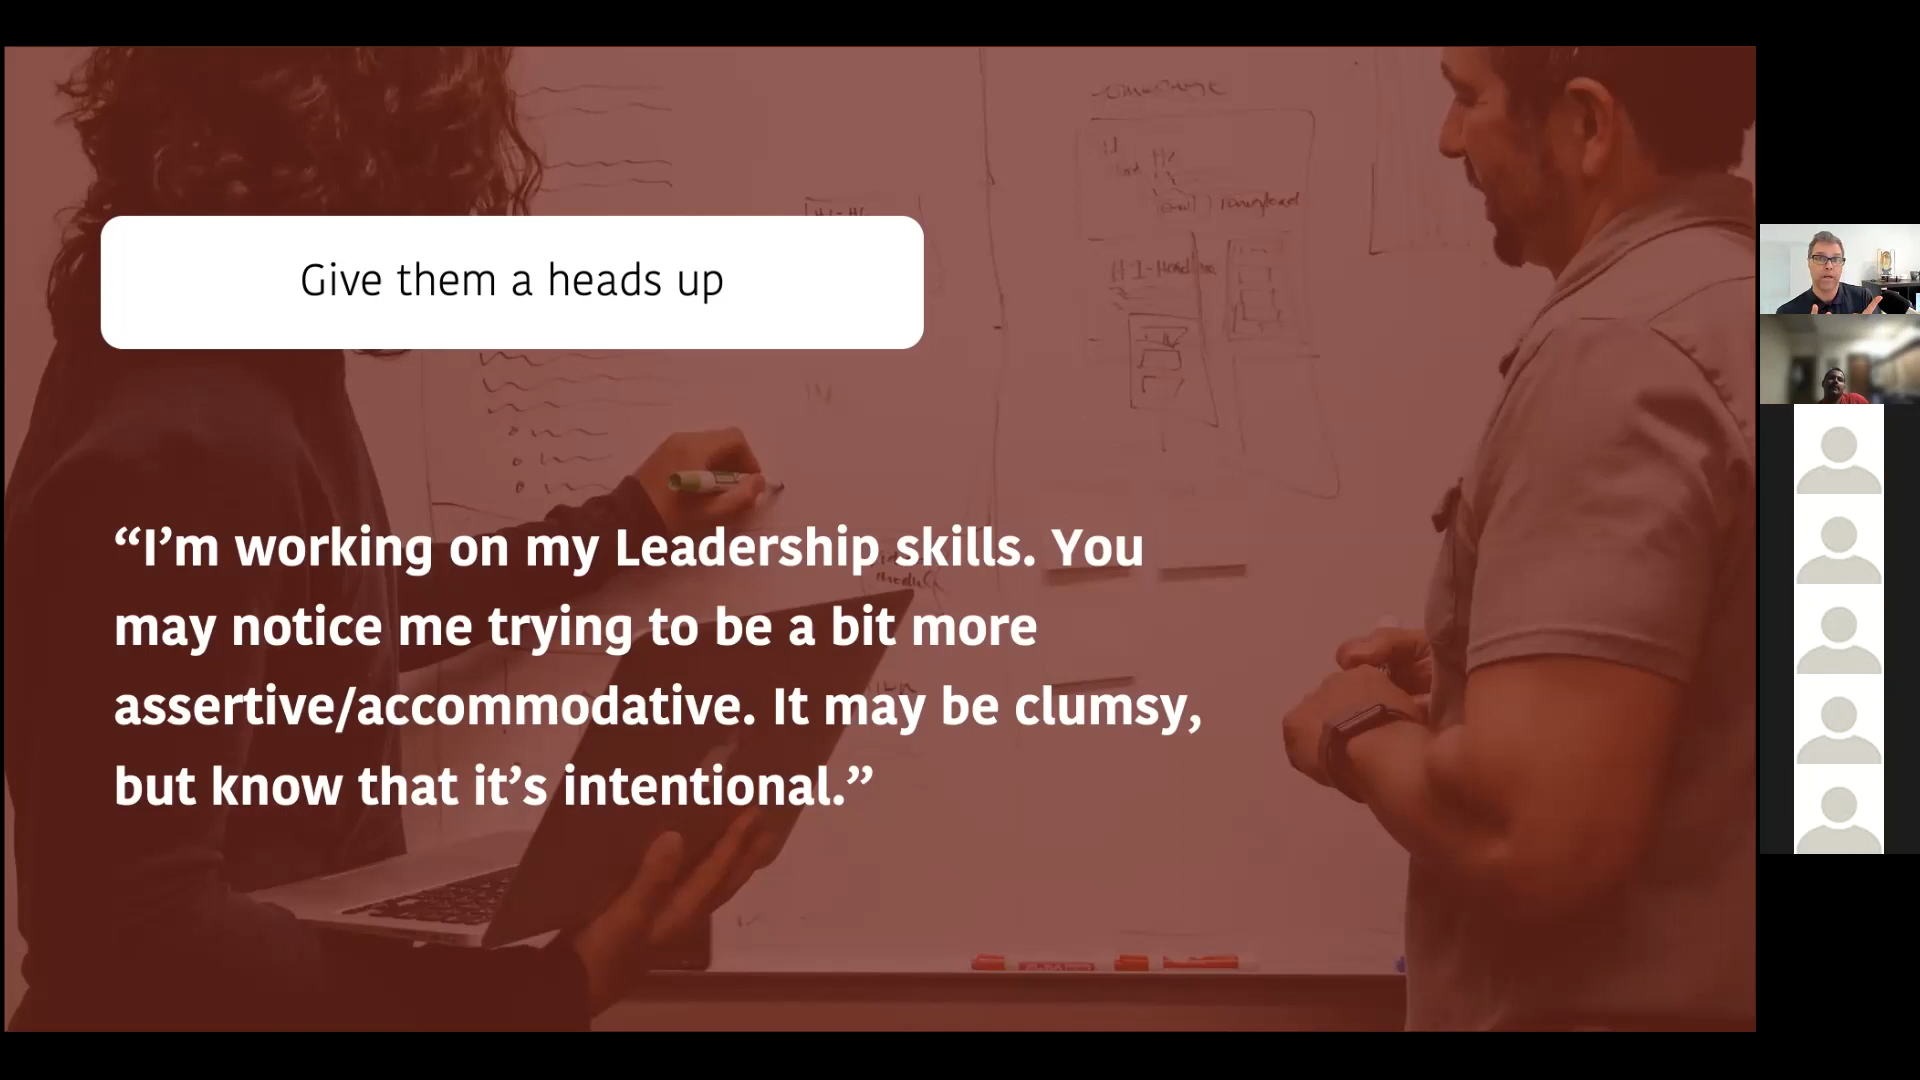 Give them a heads up
“I’m working on my Leadership skills. You
may notice me trying to be a bit more
assertive/accommodative. It may be clumsy,
but know that it’s intentional.”